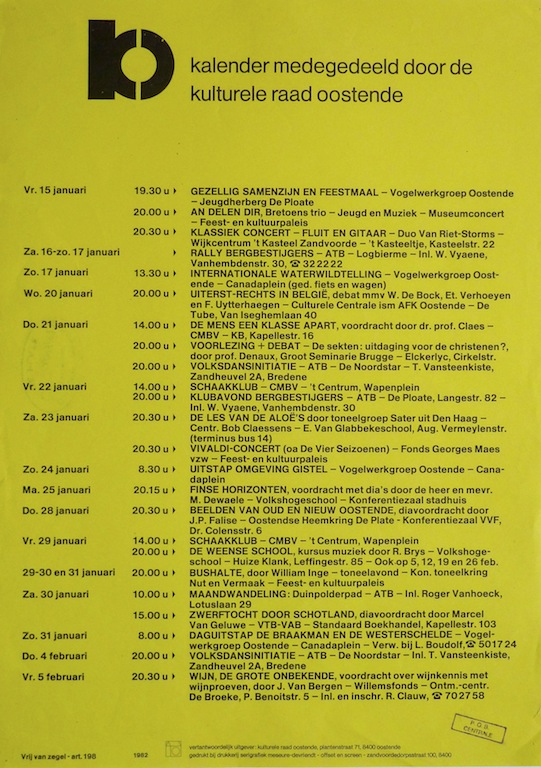 kalender medegedeeld door de
kulturele raad oostende
Vr. 15 januari 19.30 u GEZELLIG SAMENZIJN EN FEESTMAAL – Vogelwerkgroep Oostende
– Jeugdherberg De Ploate
20.00 u AN DELEN DIR, Bretoens trio – Jeugd en Muziek – Museumconcert
– Feest- en kultuurpaleis
20.30 u KLASSIEK CONCERT – FLUIT EN GITAAR – Duo Van Riet-Storms –
Wijkcentrum 't Kasteel Zandvoorde – 't Kasteeltje, Kasteelstr. 22
Za. 16-zo. 17 januari RALLY BERGBESTIJGERS – ATB – Logbierme – Inl. W. Vyaene,
Vanhembdenstr. 30, ☎ 322222
Zo. 17 januari 13.30 u INTERNATIONALE WATERWILDTELLING – Vogelwerkgroep Oost-
ende – Canadaplein (ged. fiets en wagen)
Wo. 20 januari 20.00 u UITERST-RECHTS IN BELGIË, debat mmv W. De Bock, Et. Verhoeyen
en F. Uytterhaegen – Culturele Centrale ism AFK Oostende – De
Tube, Van Iseghemlaan 40
Do. 21 januari 14.00 u DE MENS EEN KLASSE APART, voordracht door dr. prof. Claes –
CMBV – KB, Kapellestr. 16
20.00 u VOORLEZING + DEBAT – De sekten: uitdaging voor de christenen?,
door prof. Denaux, Groot Seminarie Brugge – Elckerlyc, Cirkelstr.
20.00 u VOLKSDANSINITIATIE – ATB – De Noordstar – T. Vansteenkiste,
Zandheuvel 2A, Bredene
Vr. 22 januari 14.00 u SCHAAKKLUB – CMBV – 't Centrum, Wapenplein
20.00 u KLUBAVOND BERGBESTIJGERS – ATB – De Ploate, Langestr. 82 –
Inl. W. Vyaene, Vanhembdenstr. 30
Za. 23 januari 20.30 u DE LES VAN DE ALOË'S door toneelgroep Sater uit Den Haag –
Centr. Bob Claessens – E. Van Glabbekeschool, Aug. Vermeylenstr.
(terminus bus 14)
20.30 u VIVALDI-CONCERT (oa De Vier Seizoenen) – Fonds Georges Maes
vzw – Feest- en kultuurpaleis
Zo. 24 januari 8.30 u UITSTAP OMGEVING GISTEL – Vogelwerkgroep Oostende – Cana-
daplein
Ma. 25 januari 20.15 u FINSE HORIZONTEN, voordracht met dia's door de heer en mevr.
M. Dewaele – Volkshogeschool – Konferentiezaal stadhuis
Do. 28 januari 20.30 u BEELDEN VAN OUD EN NIEUW OOSTENDE, diavoordracht door
J.P. Falise – Oostendse Heemkring De Plate - Konferentiezaal VVF,
Dr. Colensstr. 6
Vr. 29 januari 14.00 u SCHAAKKLUB – CMBV – 't Centrum, Wapenplein
20.00 u DE WEENSE SCHOOL, kursus muziek door R. Brys – Volkshoge-
school – Huize Klank, Leffingestr. 85 – Ook op 5, 12, 19 en 26 feb.
29-30 en 31 januari 20.00 u BUSHALTE, door William Inge – toneelavond – Kon. toneelkring
Nut en Vermaak – Feest- en kultuurpaleis
Za. 30 januari 10.00 u MAANDWANDELING: Duinpolderpad – ATB – Inl. Roger Vanhoeck,
Lotuslaan 29
15.00 u ZWERFTOCHT DOOR SCHOTLAND, diavoordracht door Marcel
Van Geluwe – VTB-VAB – Standaard Boekhandel, Kapellestr. 103
Zo. 31 januari 8.00 u DAGUITSTAP DE BRAAKMAN EN DE WESTERSCHELDE – Vogel-
werkgroep Oostende – Canadaplein – Verw. bij L. Boudolf, ☎ 501724
Do. 4 februari 20.00 u VOLKSDANSINITIATIE – ATB – De Noordstar – Inl. T. Vansteenkiste,
Zandheuvel 2A, Bredene
Vr. 5 februari 20.30 u WIJN, DE GROTE ONBEKENDE, voordracht over wijnkennis met
wijnproeven, door J. Van Bergen – Willemsfonds – Ontm.-centr.
De Broeke, P. Benoitstr. 5 – Inl. en inschr. R. Clauw, ☎ 702758
P.O.B.
CENTRALE
Vrij van zegel – art. 198 1982 verantwoordelijk uitgever: kulturele raad oostende, plantenstraat 71, 8400 oostende
gedrukt bij drukkerij serigrafiek meseure-devriendt – offset en screen – zandvoordedorpsstraat 100, 8400